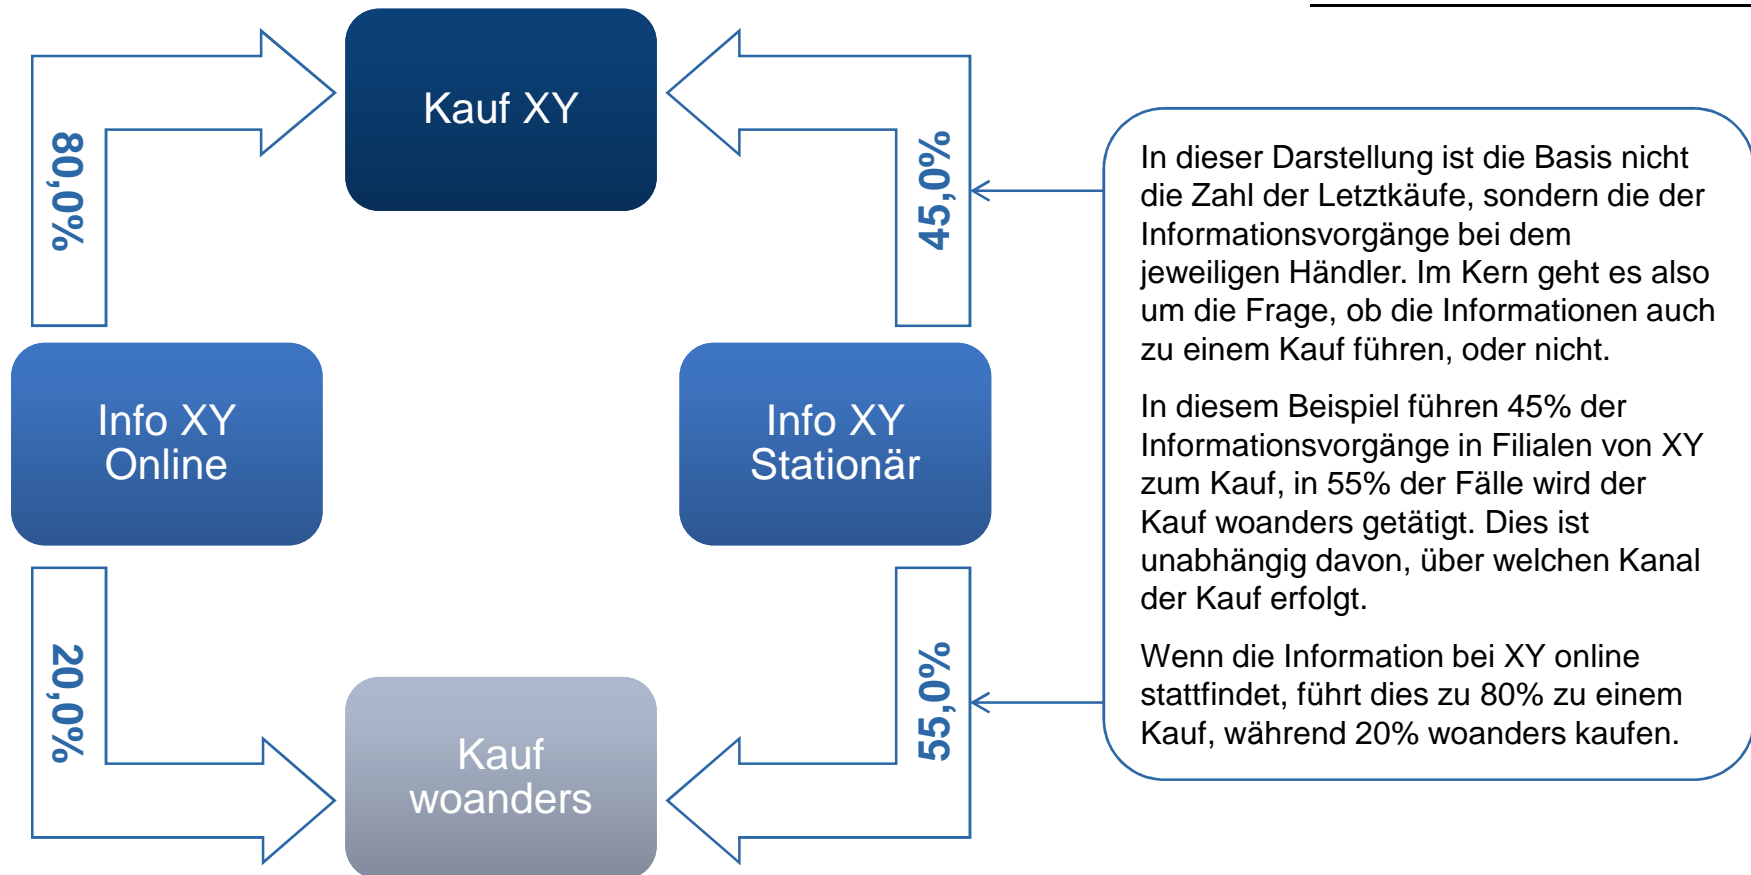 Kauf XY
80,0%
45,0%
Info XY
Online
Info XY
Stationär
20,0%
55,0%
Kauf
woanders
In dieser Darstellung ist die Basis nicht
die Zahl der Letztkäufe, sondern die der
Informationsvorgänge bei dem
jeweiligen Händler. Im Kern geht es also
um die Frage, ob die Informationen auch
zu einem Kauf führen, oder nicht.
In diesem Beispiel führen 45% der
Informationsvorgänge in Filialen von XY
zum Kauf, in 55% der Fälle wird der
Kauf woanders getätigt. Dies ist
unabhängig davon, über welchen Kanal
der Kauf erfolgt.
Wenn die Information bei XY online
stattfindet, führt dies zu 80% zu einem
Kauf, während 20% woanders kaufen.